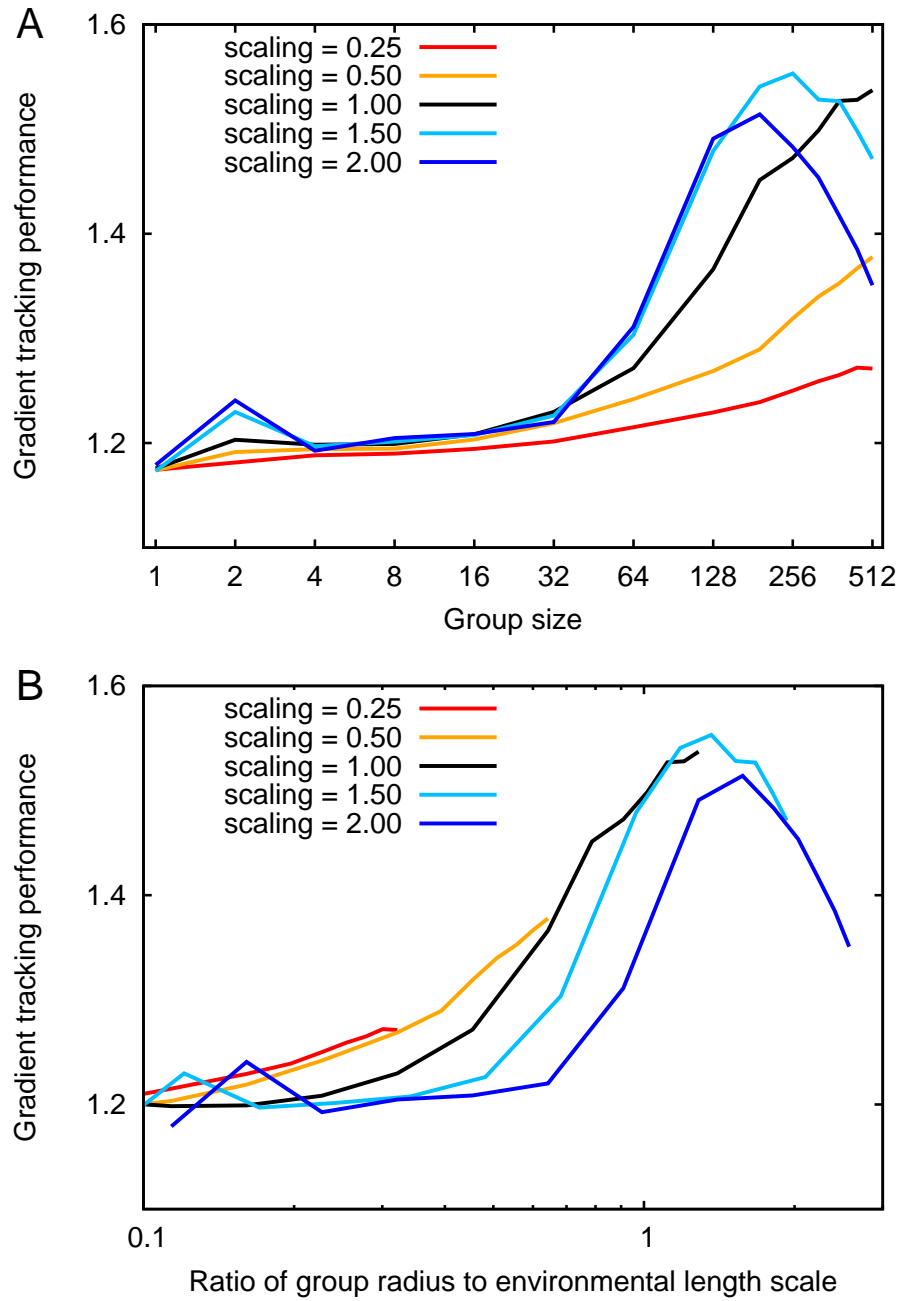 A
1.6
scaling = 0.25
scaling = 0.50
scaling = 1.00
scaling = 1.50
scaling = 2.00
1.4
1.2
Gradient tracking performance
1 2 4 8 16 32 64 128 256 512
Group size
B
1.6
scaling = 0.25
scaling = 0.50
scaling = 1.00
scaling = 1.50
scaling = 2.00
1.4
1.2
Gradient tracking performance
0.1 1
Ratio of group radius to environmental length scale